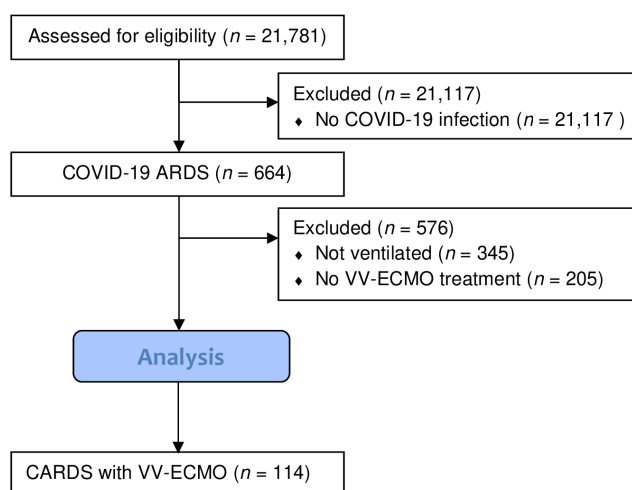 Assessed for eligibility (n = 21,781)
Excluded (n = 21,117)
♦ No COVID-19 infection (n = 21,117 )
COVID-19 ARDS (n = 664)
Excluded (n = 576)
♦ Not ventilated (n = 345)
♦ No VV-ECMO treatment (n = 205)
Analysis
CARDS with VV-ECMO (n = 114)